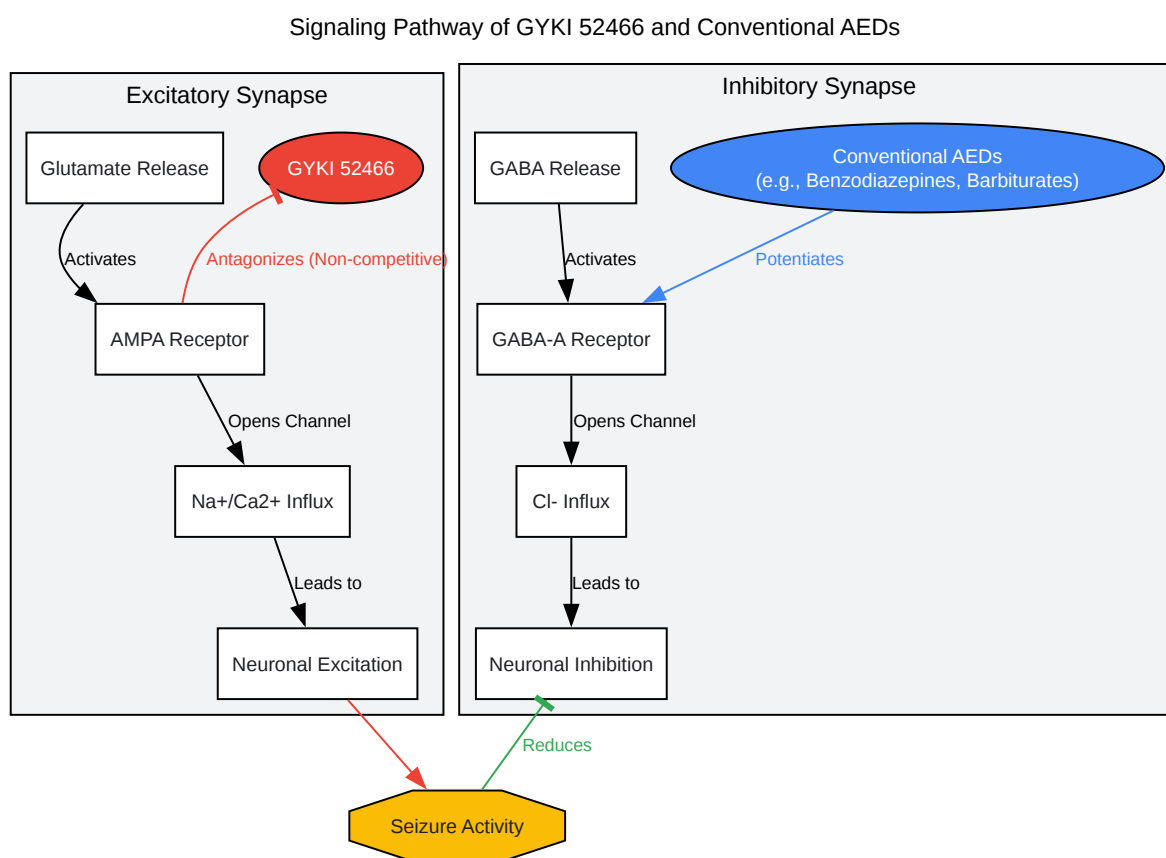 Signaling Pathway of GYKI 52466 and Conventional AEDs
Excitatory Synapse
Glutamate Release
GYKI 52466
Activates
Antagonizes (Non-competitive)
AMPA Receptor
Opens Channel
Na+/Ca2+ Influx
Leads to
Neuronal Excitation
Inhibitory Synapse
GABA Release
Conventional AEDs
(e.g., Benzodiazepines, Barbiturates)
Activates
Potentiates
GABA-A Receptor
Opens Channel
Cl- Influx
Leads to
Neuronal Inhibition
Reduces
Seizure Activity